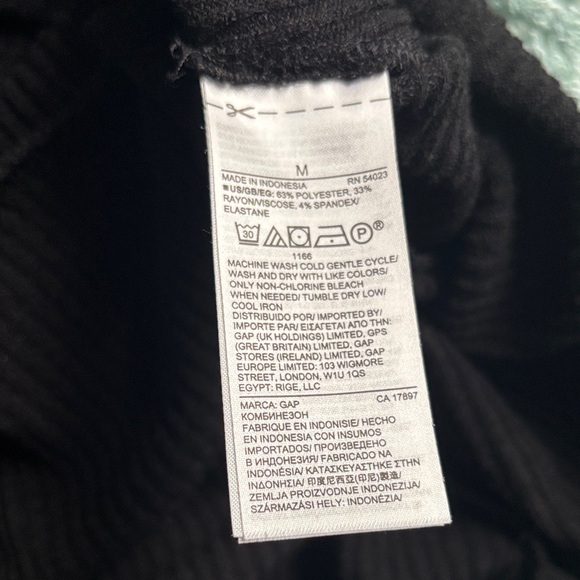 M
MADE IN INDONESIA RN 54023
US/GB/EG: 63% POLYESTER, 33%
RAYON/VISCOSE, 4% SPANDEX/
ELASTANE
30 P®
1166
MACHINE WASH COLD GENTLE CYCLE/
WASH AND DRY WITH LIKE COLORS/
ONLY NON-CHLORINE BLEACH
WHEN NEEDED/ TUMBLE DRY LOW/
COOL IRON
DISTRIBUIDO POR/ IMPORTED BY/
IMPORTE PAR/ ΕΙΣΑΓΕΤΑΙ ΑΠΟ ΤΗΝ:
GAP (UK HOLDINGS) LIMITED, GPS
(GREAT BRITAIN) LIMITED, GAP
STORES (IRELAND) LIMITED, GAP
EUROPE LIMITED: 103 WIGMORE
STREET, LONDON, W1U 1QS
EGYPT: RIGE, LLC
MARCA: GAP CA 17897
КОМБИНЕЗОН
FABRIQUE EN INDONISIE/ HECHO
EN INDONESIA CON INSUMOS
IMPORTADOS/ ПРОИЗВЕДЕНО
В ИНДОНЕЗИИ/ FABRICADO NA
INDONÉSIA/ ΚΑΤΑΣΚΕΥΑΣΤΗΚΕ ΣΤΗΝ
ΙΝΔΟΝΗΣΙΑ/ 印度尼西亞(印尼)製造/
ZEMLJA PROIZVODNJE INDONEZIJA/
SZÁRMAZÁSI HELY: INDONÉZIA/